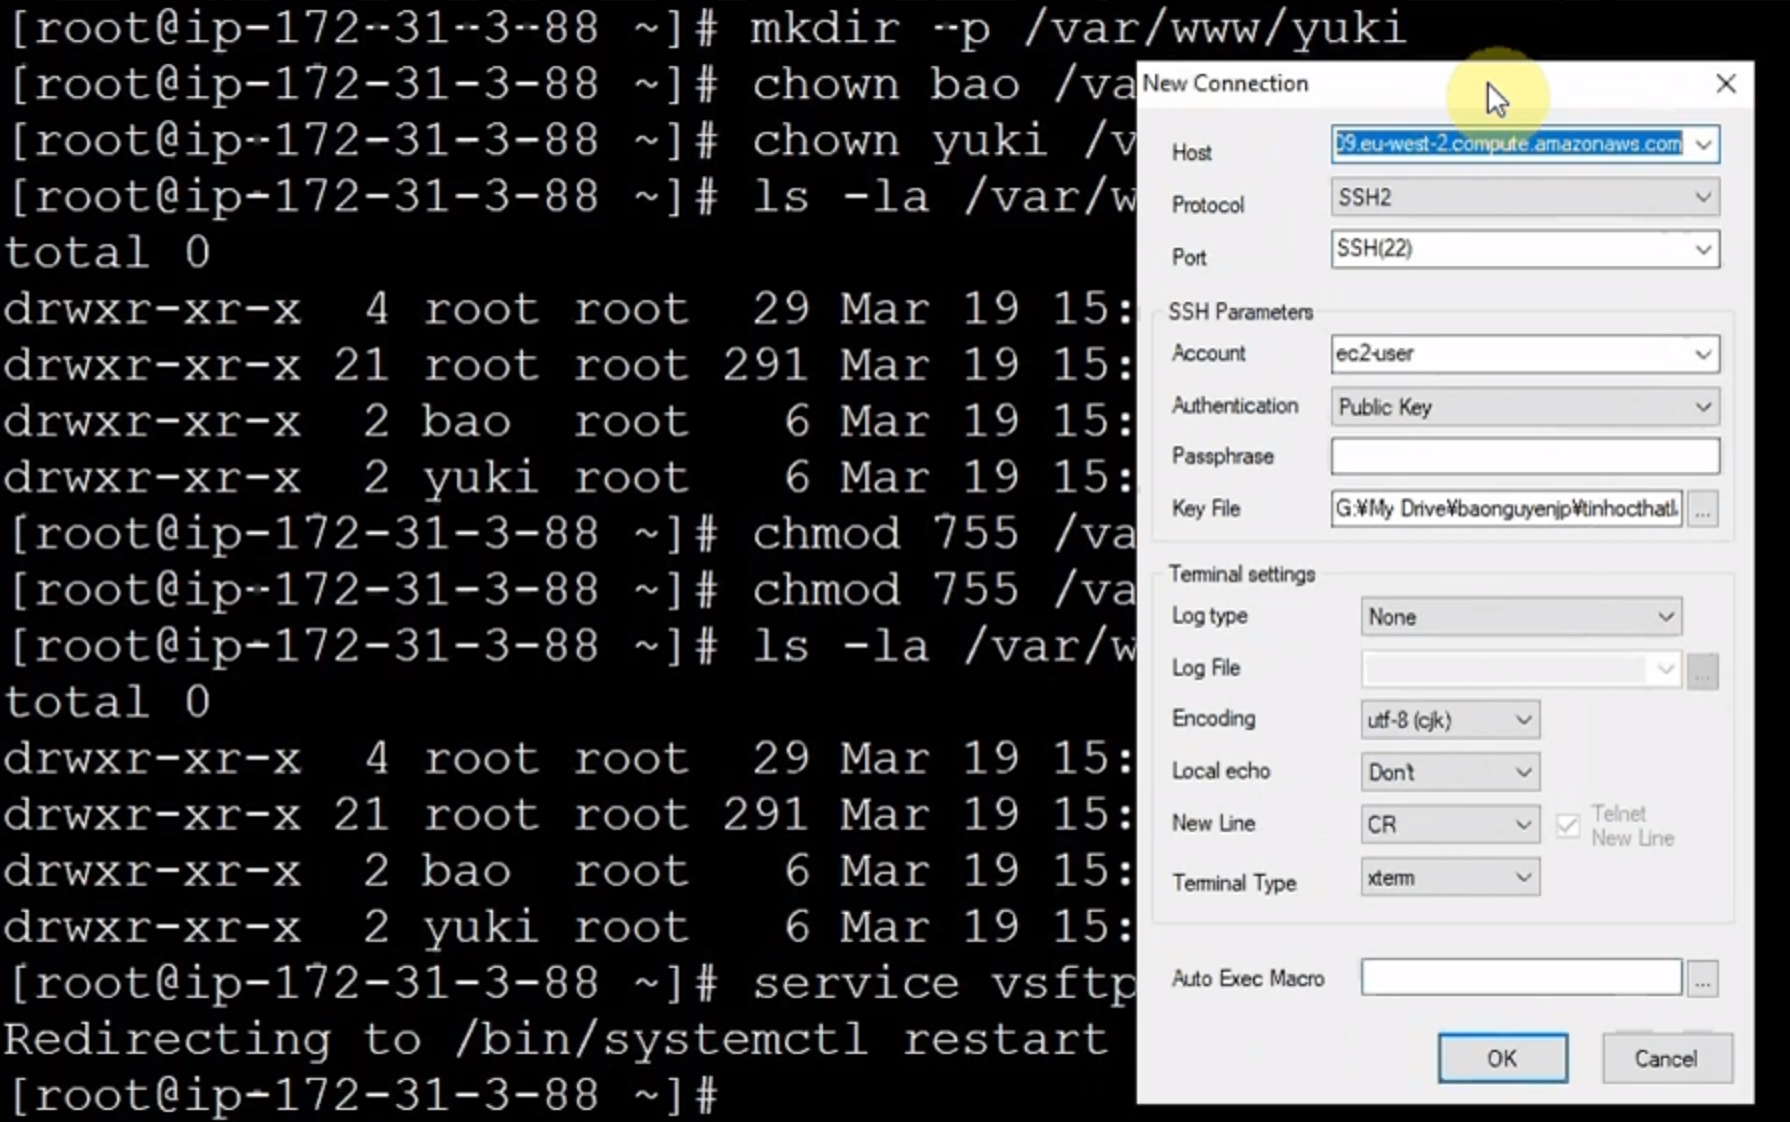 [root@ip-172-31-3-88 ~]# mkdir -p /var/www/yuki
[root@ip-172-31-3-88 ~]# chown bao /va
[root@ip-172-31-3-88 ~]# chown yuki /v
[root@ip-172-31-3-88 ~]# ls -la /var/w
total 0
drwxr-xr-x 4 root root 29 Mar 19 15:
drwxr-xr-x 21 root root 291 Mar 19 15:
drwxr-xr-x 2 bao root 6 Mar 19 15:
drwxr-xr-x 2 yuki root 6 Mar 19 15:
[root@ip-172-31-3-88 ~]# chmod 755 /va
[root@ip-172-31-3-88 ~]# chmod 755 /va
[root@ip-172-31-3-88 ~]# ls -la /var/w
total 0
drwxr-xr-x 4 root root 29 Mar 19 15:
drwxr-xr-x 21 root root 291 Mar 19 15:
drwxr-xr-x 2 bao root 6 Mar 19 15:
drwxr-xr-x 2 yuki root 6 Mar 19 15:
[root@ip-172-31-3-88 ~]# service vsftp
Redirecting to /bin/systemctl restart
[root@ip-172-31-3-88 ~]#
New Connection
Host 09.eu-west-2.compute.amazonaws.com
Protocol SSH2
Port SSH(22)
SSH Parameters
Account ec2-user
Authentication Public Key
Passphrase
Key File G:¥My Drive¥baonguyenjp¥tinhocthatl
...
Terminal settings
Log type None
Log File ...
Encoding utf-8 (cjk)
Local echo Don't
New Line CR
Telnet
New Line
Terminal Type xterm
Auto Exec Macro ...
OK Cancel